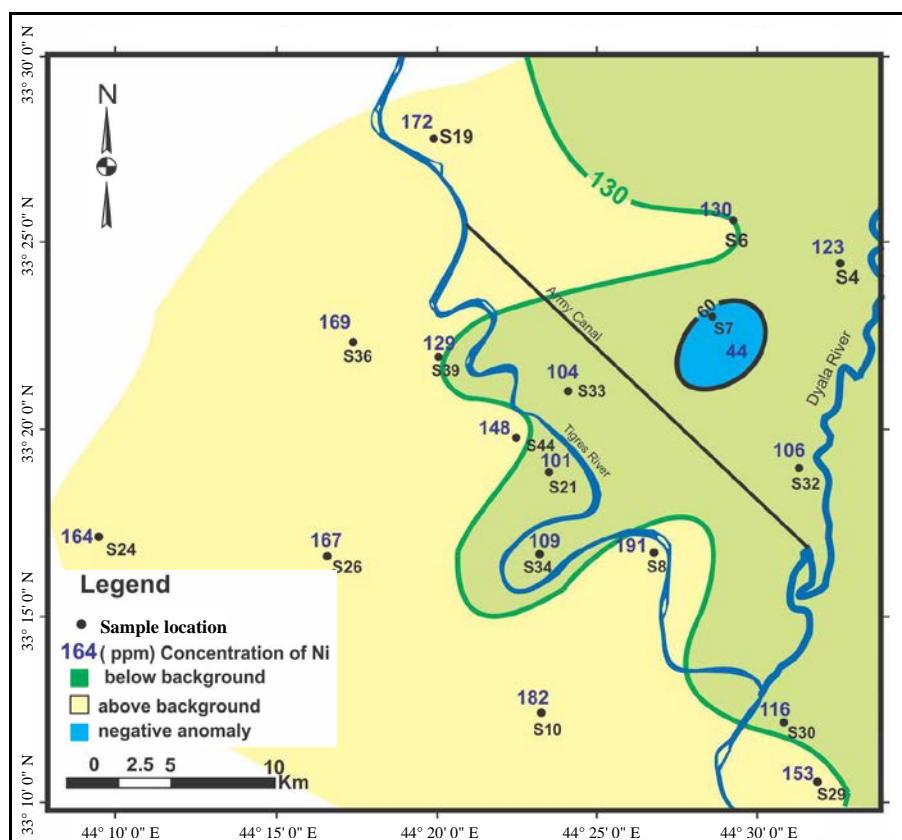 33° 30' 0" N
33° 25' 0" N
33° 20' 0" N
33° 15' 0" N
33° 10' 0" N
N
172
S19
130
130
S6
123
S4
60
S7
44
Army Canal
Dyala River
169
S36
129
S39
104
S33
148
S44
Tigres River
101
S21
106
S32
164
S24
167
S26
109
S34
191
S8
182
S10
116
S30
153
S29
Legend
Sample location
164 ( ppm) Concentration of Ni
below background
above background
negative anomaly
0 2.5 5 10
Km
44° 10' 0" E 44° 15' 0" E 44° 20' 0" E 44° 25' 0" E 44° 30' 0" E